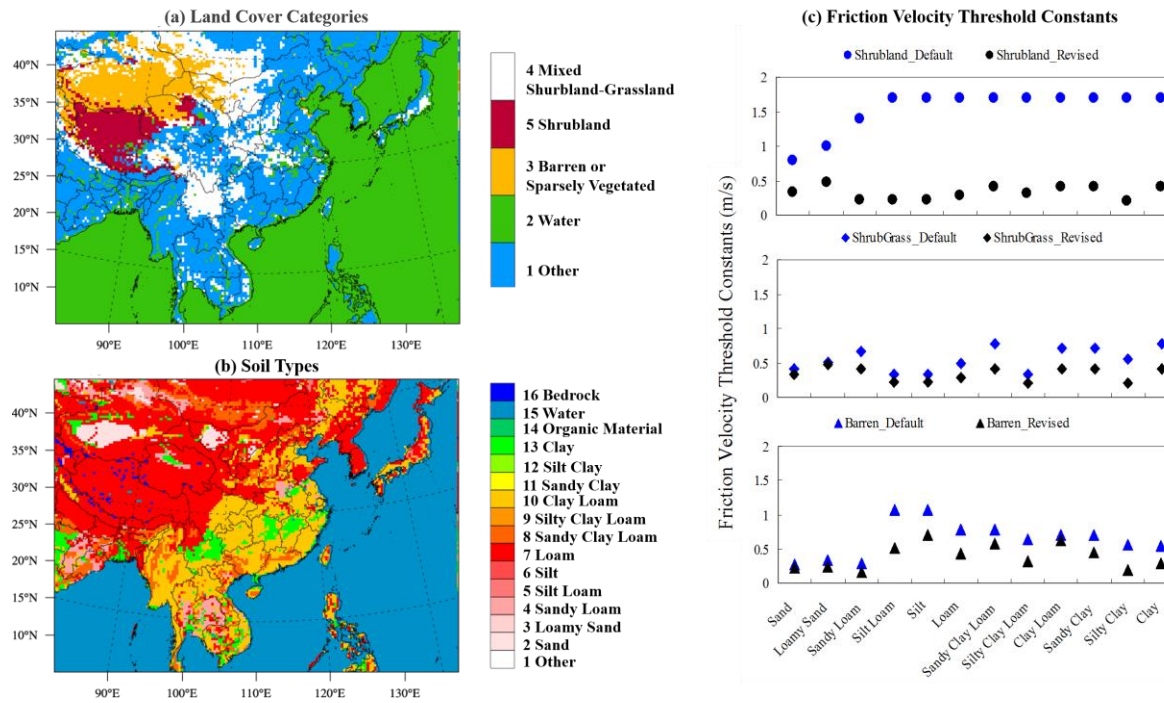 (a) Land Cover Categories
40°N
35°N
30°N
25°N
20°N
15°N
10°N
90°E
100°E
110°E
120°E
130°E
4 Mixed
Shurbland-Grassland
5 Shrubland
3 Barren or
Sparsely Vegetated
2 Water
1 Other
(b) Soil Types
40°N
35°N
30°N
25°N
20°N
15°N
10°N
90°E
100°E
110°E
120°E
130°E
16 Bedrock
15 Water
14 Organic Material
13 Clay
12 Silt Clay
11 Sandy Clay
10 Clay Loam
9 Silty Clay Loam
8 Sandy Clay Loam
7 Loam
6 Silt
5 Silt Loam
4 Sandy Loam
3 Loamy Sand
2 Sand
1 Other
(c) Friction Velocity Threshold Constants
Friction Velocity Threshold Constants (m/s)
Shrubland_Default
Shrubland_Revised
2
1.5
1
0.5
0
ShrubGrass_Default
ShrubGrass_Revised
2
1.5
1
0.5
0
Barren_Default
Barren_Revised
2
1.5
1
0.5
0
Sand
Loamy Sand
Sandy Loam
Silt Loam
Silt
Loam
Sandy Clay Loam
Silty Clay Loam
Clay Loam
Sandy Clay
Silty Clay
Clay